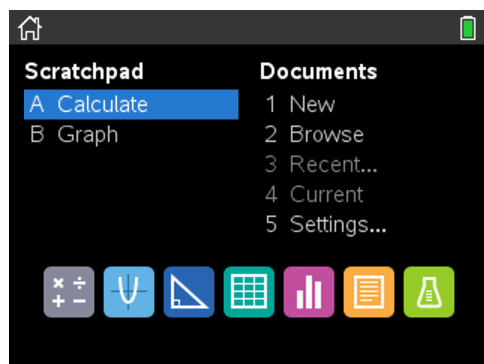 Scratchpad
A Calculate
B Graph
Documents
1 New
2 Browse
3 Recent...
4 Current
5 Settings...